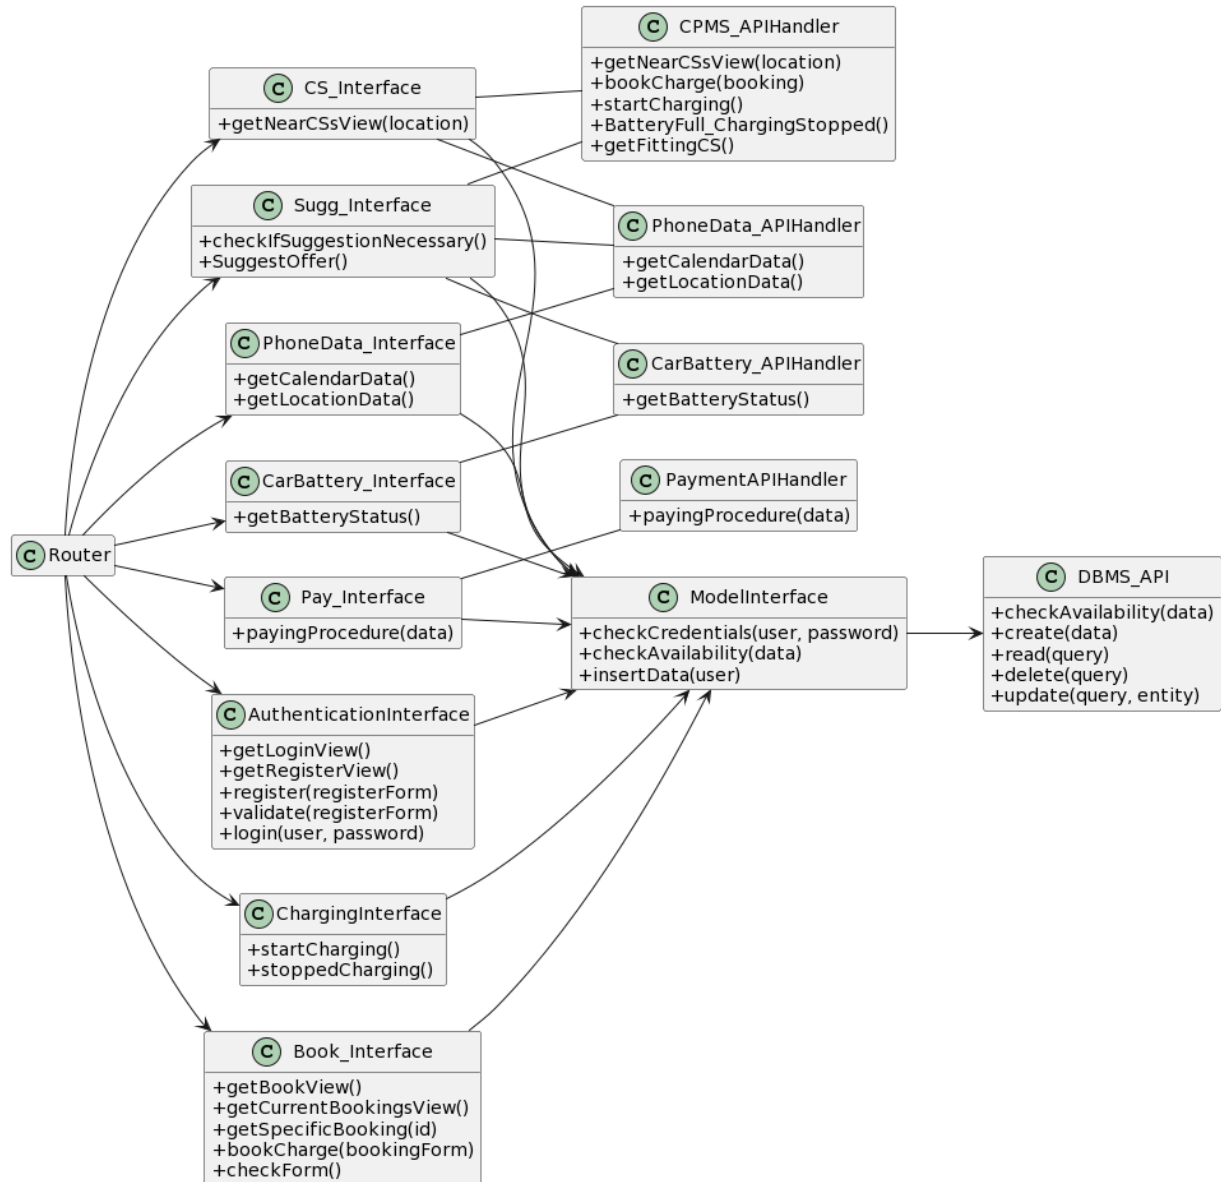 C CPMS_APIHandler
+getNearCSsView(location)
+bookCharge(booking)
+startCharging()
+BatteryFull_ChargingStopped()
+getFittingCS()
C CS_Interface
+getNearCSsView(location)
C Sugg_Interface
+checkIfSuggestionNecessary()
+SuggestOffer()
C PhoneData_APIHandler
+getCalendarData()
+getLocationData()
C PhoneData_Interface
+getCalendarData()
+getLocationData()
C CarBattery_APIHandler
+getBatteryStatus()
C CarBattery_Interface
+getBatteryStatus()
C PaymentAPIHandler
+payingProcedure(data)
C Router
C Pay_Interface
+payingProcedure(data)
C ModelInterface
+checkCredentials(user, password)
+checkAvailability(data)
+insertData(user)
C DBMS_API
+checkAvailability(data)
+create(data)
+read(query)
+delete(query)
+update(query, entity)
C AuthenticationInterface
+getLoginView()
+getRegisterView()
+register(registerForm)
+validate(registerForm)
+login(user, password)
C ChargingInterface
+startCharging()
+stoppedCharging()
C Book_Interface
+getBookView()
+getCurrentBookingsView()
+getSpecificBooking(id)
+bookCharge(bookingForm)
+checkForm()